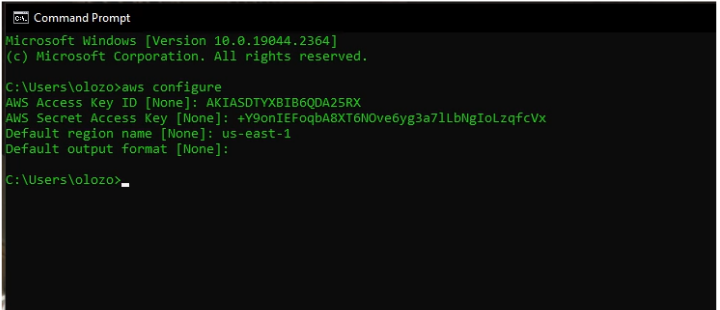 Command Prompt
Microsoft Windows [Version 10.0.19044.2364]
(c) Microsoft Corporation. All rights reserved.
C:\Users\olozo>aws configure
AWS Access Key ID [None]: AKIASDTYXBIB6QDA25RX
AWS Secret Access Key [None]: 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
Default region name [None]: us-east-1
Default output format [None]:
C:\Users\olozo>